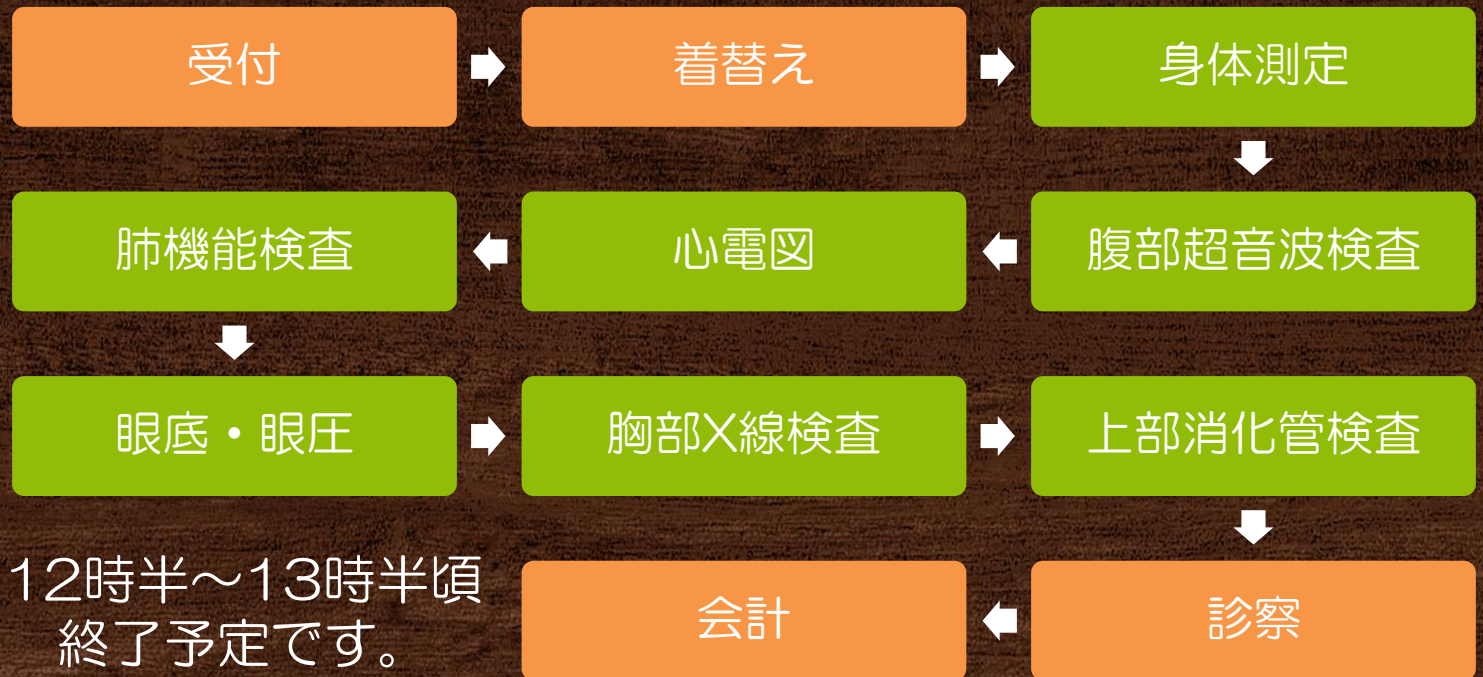 受付
着替え
身体測定
腹部超音波検査
心電図
肺機能検査
眼底・眼圧
胸部X線検査
上部消化管検査
診察
会計
12時半～13時半頃
終了予定です。